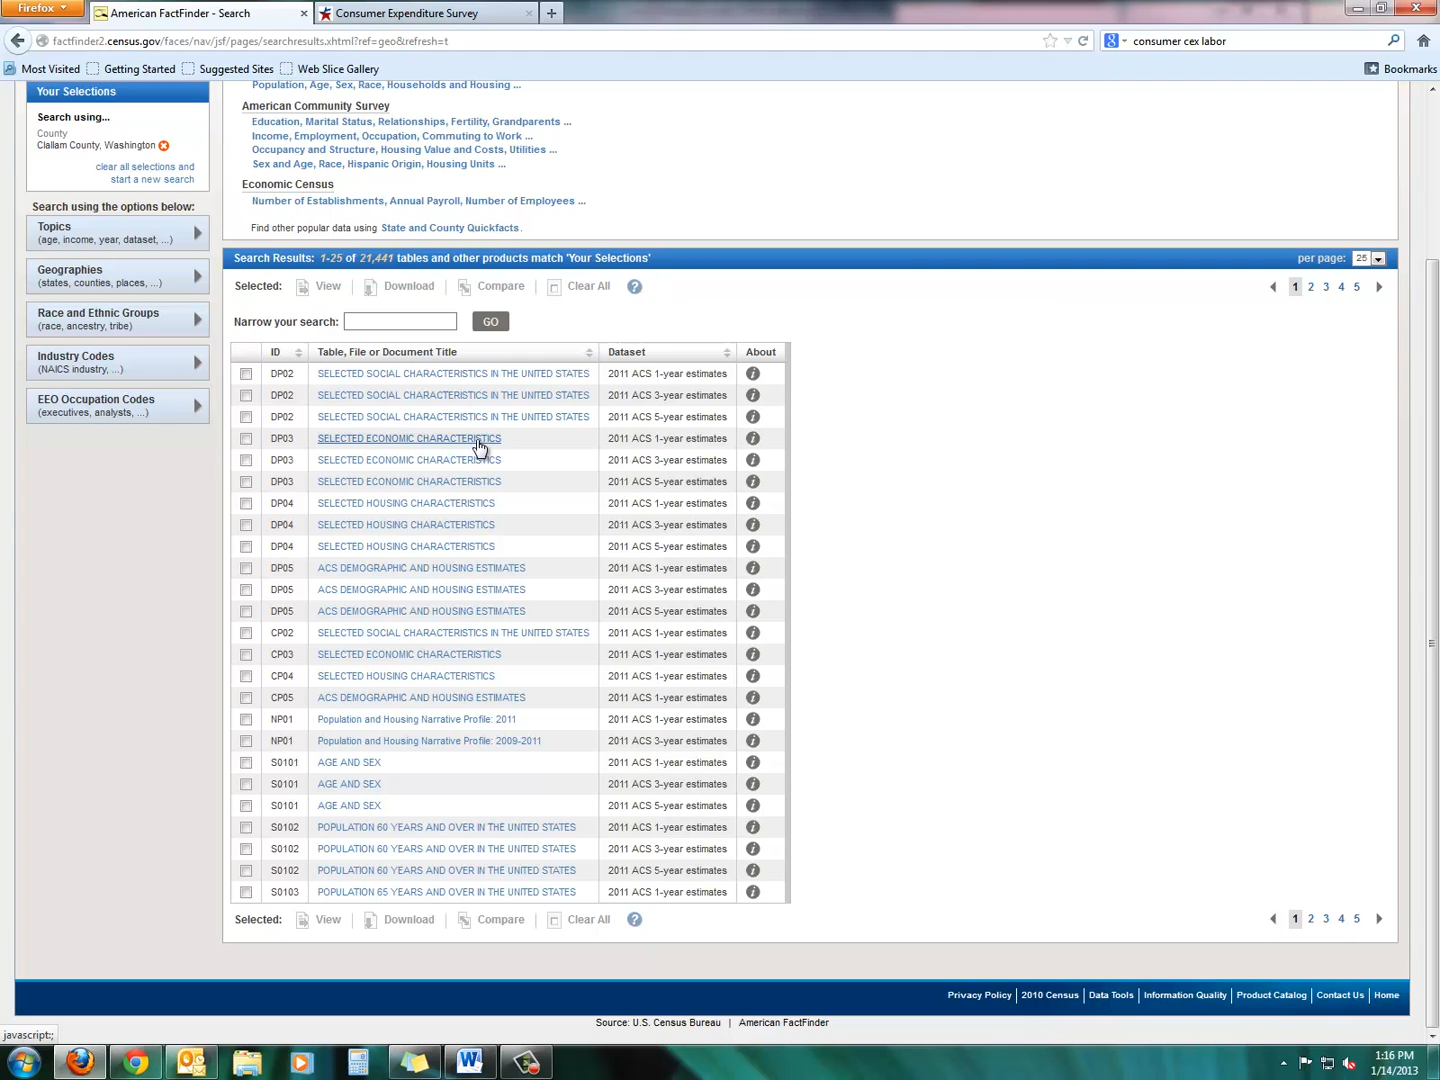 Firefox
American FactFinder - Search
Consumer Expenditure Survey
factfinder2.census.gov/faces/nav/jsf/pages/searchresults.xhtml?ref=geo&refresh=t
consumer cex labor
Most Visited
Getting Started
Suggested Sites
Web Slice Gallery
Bookmarks
Your Selections
Search using...
County
Clallam County, Washington
clear all selections and
start a new search
Search using the options below:
Topics
(age, income, year, dataset, ...)
Geographies
(states, counties, places, ...)
Race and Ethnic Groups
(race, ancestry, tribe)
Industry Codes
(NAICS industry, ...)
EEO Occupation Codes
(executives, analysts, ...)
Population, Age, Sex, Race, Households and Housing ...
American Community Survey
Education, Marital Status, Relationships, Fertility, Grandparents ...
Income, Employment, Occupation, Commuting to Work ...
Occupancy and Structure, Housing Value and Costs, Utilities ...
Sex and Age, Race, Hispanic Origin, Housing Units ...
Economic Census
Number of Establishments, Annual Payroll, Number of Employees ...
Find other popular data using State and County Quickfacts.
Search Results: 1-25 of 21,441 tables and other products match 'Your Selections' per page: 25
Selected: View | Download | Compare | Clear All ? 1 2 3 4 5
Narrow your search: GO
ID Table, File or Document Title Dataset About
DP02 SELECTED SOCIAL CHARACTERISTICS IN THE UNITED STATES 2011 ACS 1-year estimates
DP02 SELECTED SOCIAL CHARACTERISTICS IN THE UNITED STATES 2011 ACS 3-year estimates
DP02 SELECTED SOCIAL CHARACTERISTICS IN THE UNITED STATES 2011 ACS 5-year estimates
DP03 SELECTED ECONOMIC CHARACTERISTICS 2011 ACS 1-year estimates
DP03 SELECTED ECONOMIC CHARACTERISTICS 2011 ACS 3-year estimates
DP03 SELECTED ECONOMIC CHARACTERISTICS 2011 ACS 5-year estimates
DP04 SELECTED HOUSING CHARACTERISTICS 2011 ACS 1-year estimates
DP04 SELECTED HOUSING CHARACTERISTICS 2011 ACS 3-year estimates
DP04 SELECTED HOUSING CHARACTERISTICS 2011 ACS 5-year estimates
DP05 ACS DEMOGRAPHIC AND HOUSING ESTIMATES 2011 ACS 1-year estimates
DP05 ACS DEMOGRAPHIC AND HOUSING ESTIMATES 2011 ACS 3-year estimates
DP05 ACS DEMOGRAPHIC AND HOUSING ESTIMATES 2011 ACS 5-year estimates
CP02 SELECTED SOCIAL CHARACTERISTICS IN THE UNITED STATES 2011 ACS 1-year estimates
CP03 SELECTED ECONOMIC CHARACTERISTICS 2011 ACS 1-year estimates
CP04 SELECTED HOUSING CHARACTERISTICS 2011 ACS 1-year estimates
CP05 ACS DEMOGRAPHIC AND HOUSING ESTIMATES 2011 ACS 1-year estimates
NP01 Population and Housing Narrative Profile: 2011 2011 ACS 1-year estimates
NP01 Population and Housing Narrative Profile: 2009-2011 2011 ACS 3-year estimates
S0101 AGE AND SEX 2011 ACS 1-year estimates
S0101 AGE AND SEX 2011 ACS 3-year estimates
S0101 AGE AND SEX 2011 ACS 5-year estimates
S0102 POPULATION 60 YEARS AND OVER IN THE UNITED STATES 2011 ACS 1-year estimates
S0102 POPULATION 60 YEARS AND OVER IN THE UNITED STATES 2011 ACS 3-year estimates
S0102 POPULATION 60 YEARS AND OVER IN THE UNITED STATES 2011 ACS 5-year estimates
S0103 POPULATION 65 YEARS AND OVER IN THE UNITED STATES 2011 ACS 1-year estimates
Selected: View | Download | Compare | Clear All ? 1 2 3 4 5
Privacy Policy | 2010 Census | Data Tools | Information Quality | Product Catalog | Contact Us | Home
Source: U.S. Census Bureau | American FactFinder
javascript:;
1:16 PM
1/14/2013